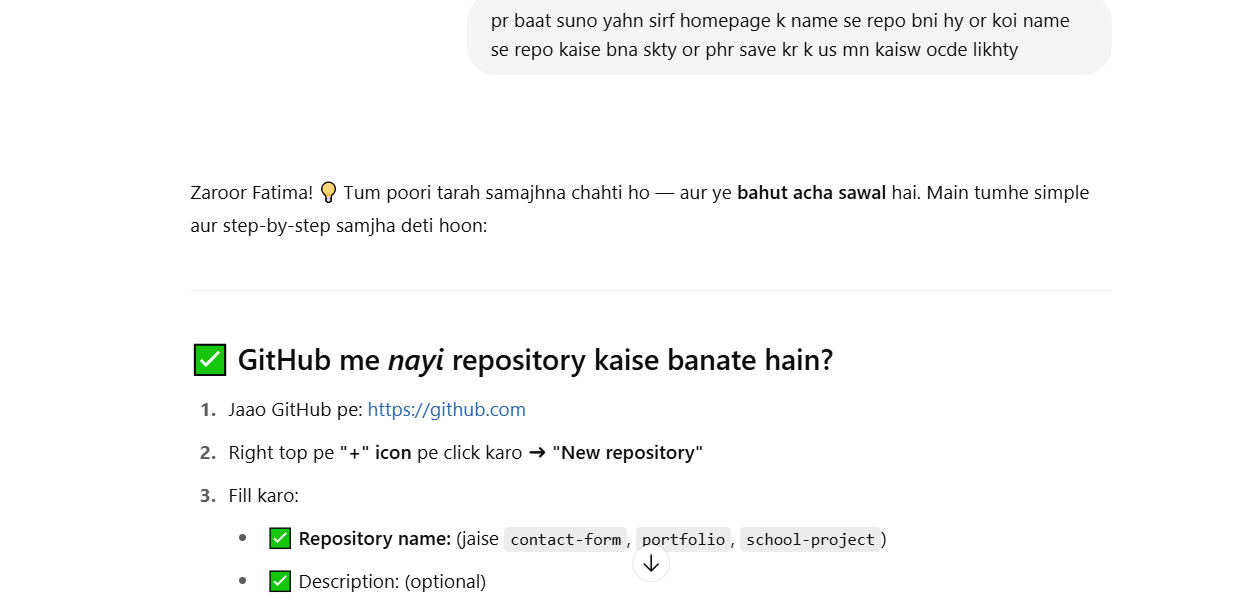 pr baat suno yahn sirf homepage k name se repo bni hy or koi name
se repo kaise bna skty or phr save kr k us mn kaisw ocde likhty
Zaroor Fatima! 💡 Tum poori tarah samajhna chahti ho — aur ye bahut acha sawal hai. Main tumhe simple
aur step-by-step samjha deti hoon:
✅ GitHub me nayi repository kaise banate hain?
1. Jaao GitHub pe: https://github.com
2. Right top pe "+" icon pe click karo → "New repository"
3. Fill karo:
• ✅ Repository name: (jaise contact-form, portfolio, school-project)
• ✅ Description: (optional)